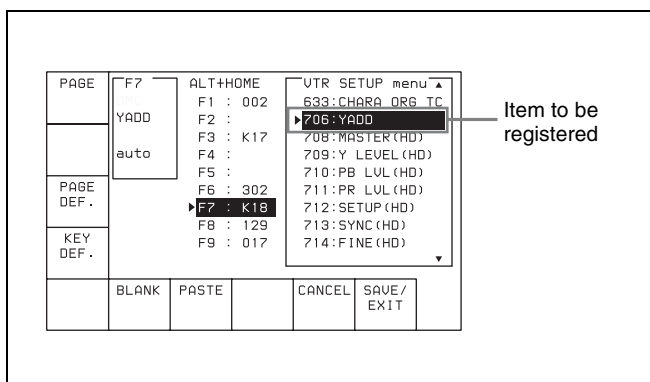 PAGE
PAGE
DEF.
KEY
DEF.
F7
YADD
auto
ALT+HOME
F1 : 002
F2 :
F3 : K17
F4 :
F5 :
F6 : 302
F7 : K18
F8 : 129
F9 : 017
VTR SETUP menu
633:CHARA ORG TC
706:YADD
708:MASTER(HD)
709:Y LEVEL(HD)
710:PB LVL(HD)
711:PR LVL(HD)
712:SETUP(HD)
713:SYNC(HD)
714:FINE(HD)
BLANK
PASTE
CANCEL
SAVE/
EXIT
Item to be
registered